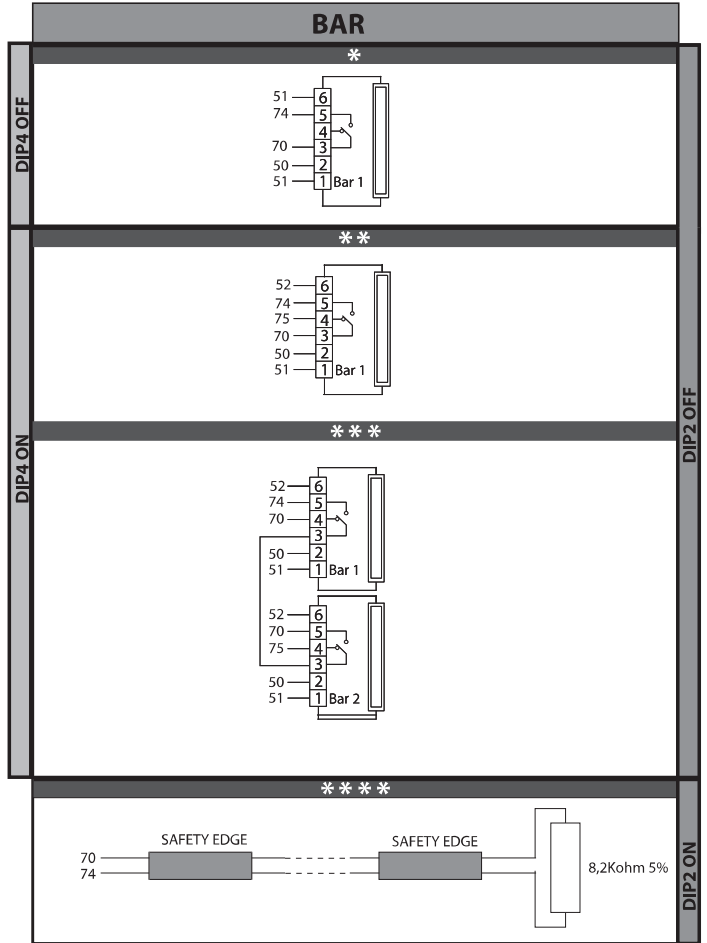 BAR
*
DIP4 OFF
51 6
74 5
4
70 3
50 2
51 1 Bar 1
**
DIP4 ON
DIP2 OFF
52 6
74 5
75 4
70 3
50 2
51 1 Bar 1
***
52 6
74 5
70 4
3
50 2
51 1 Bar 1
52 6
70 5
75 4
3
50 2
51 1 Bar 2
****
DIP2 ON
SAFETY EDGE SAFETY EDGE
70
74
8,2Kohm 5%